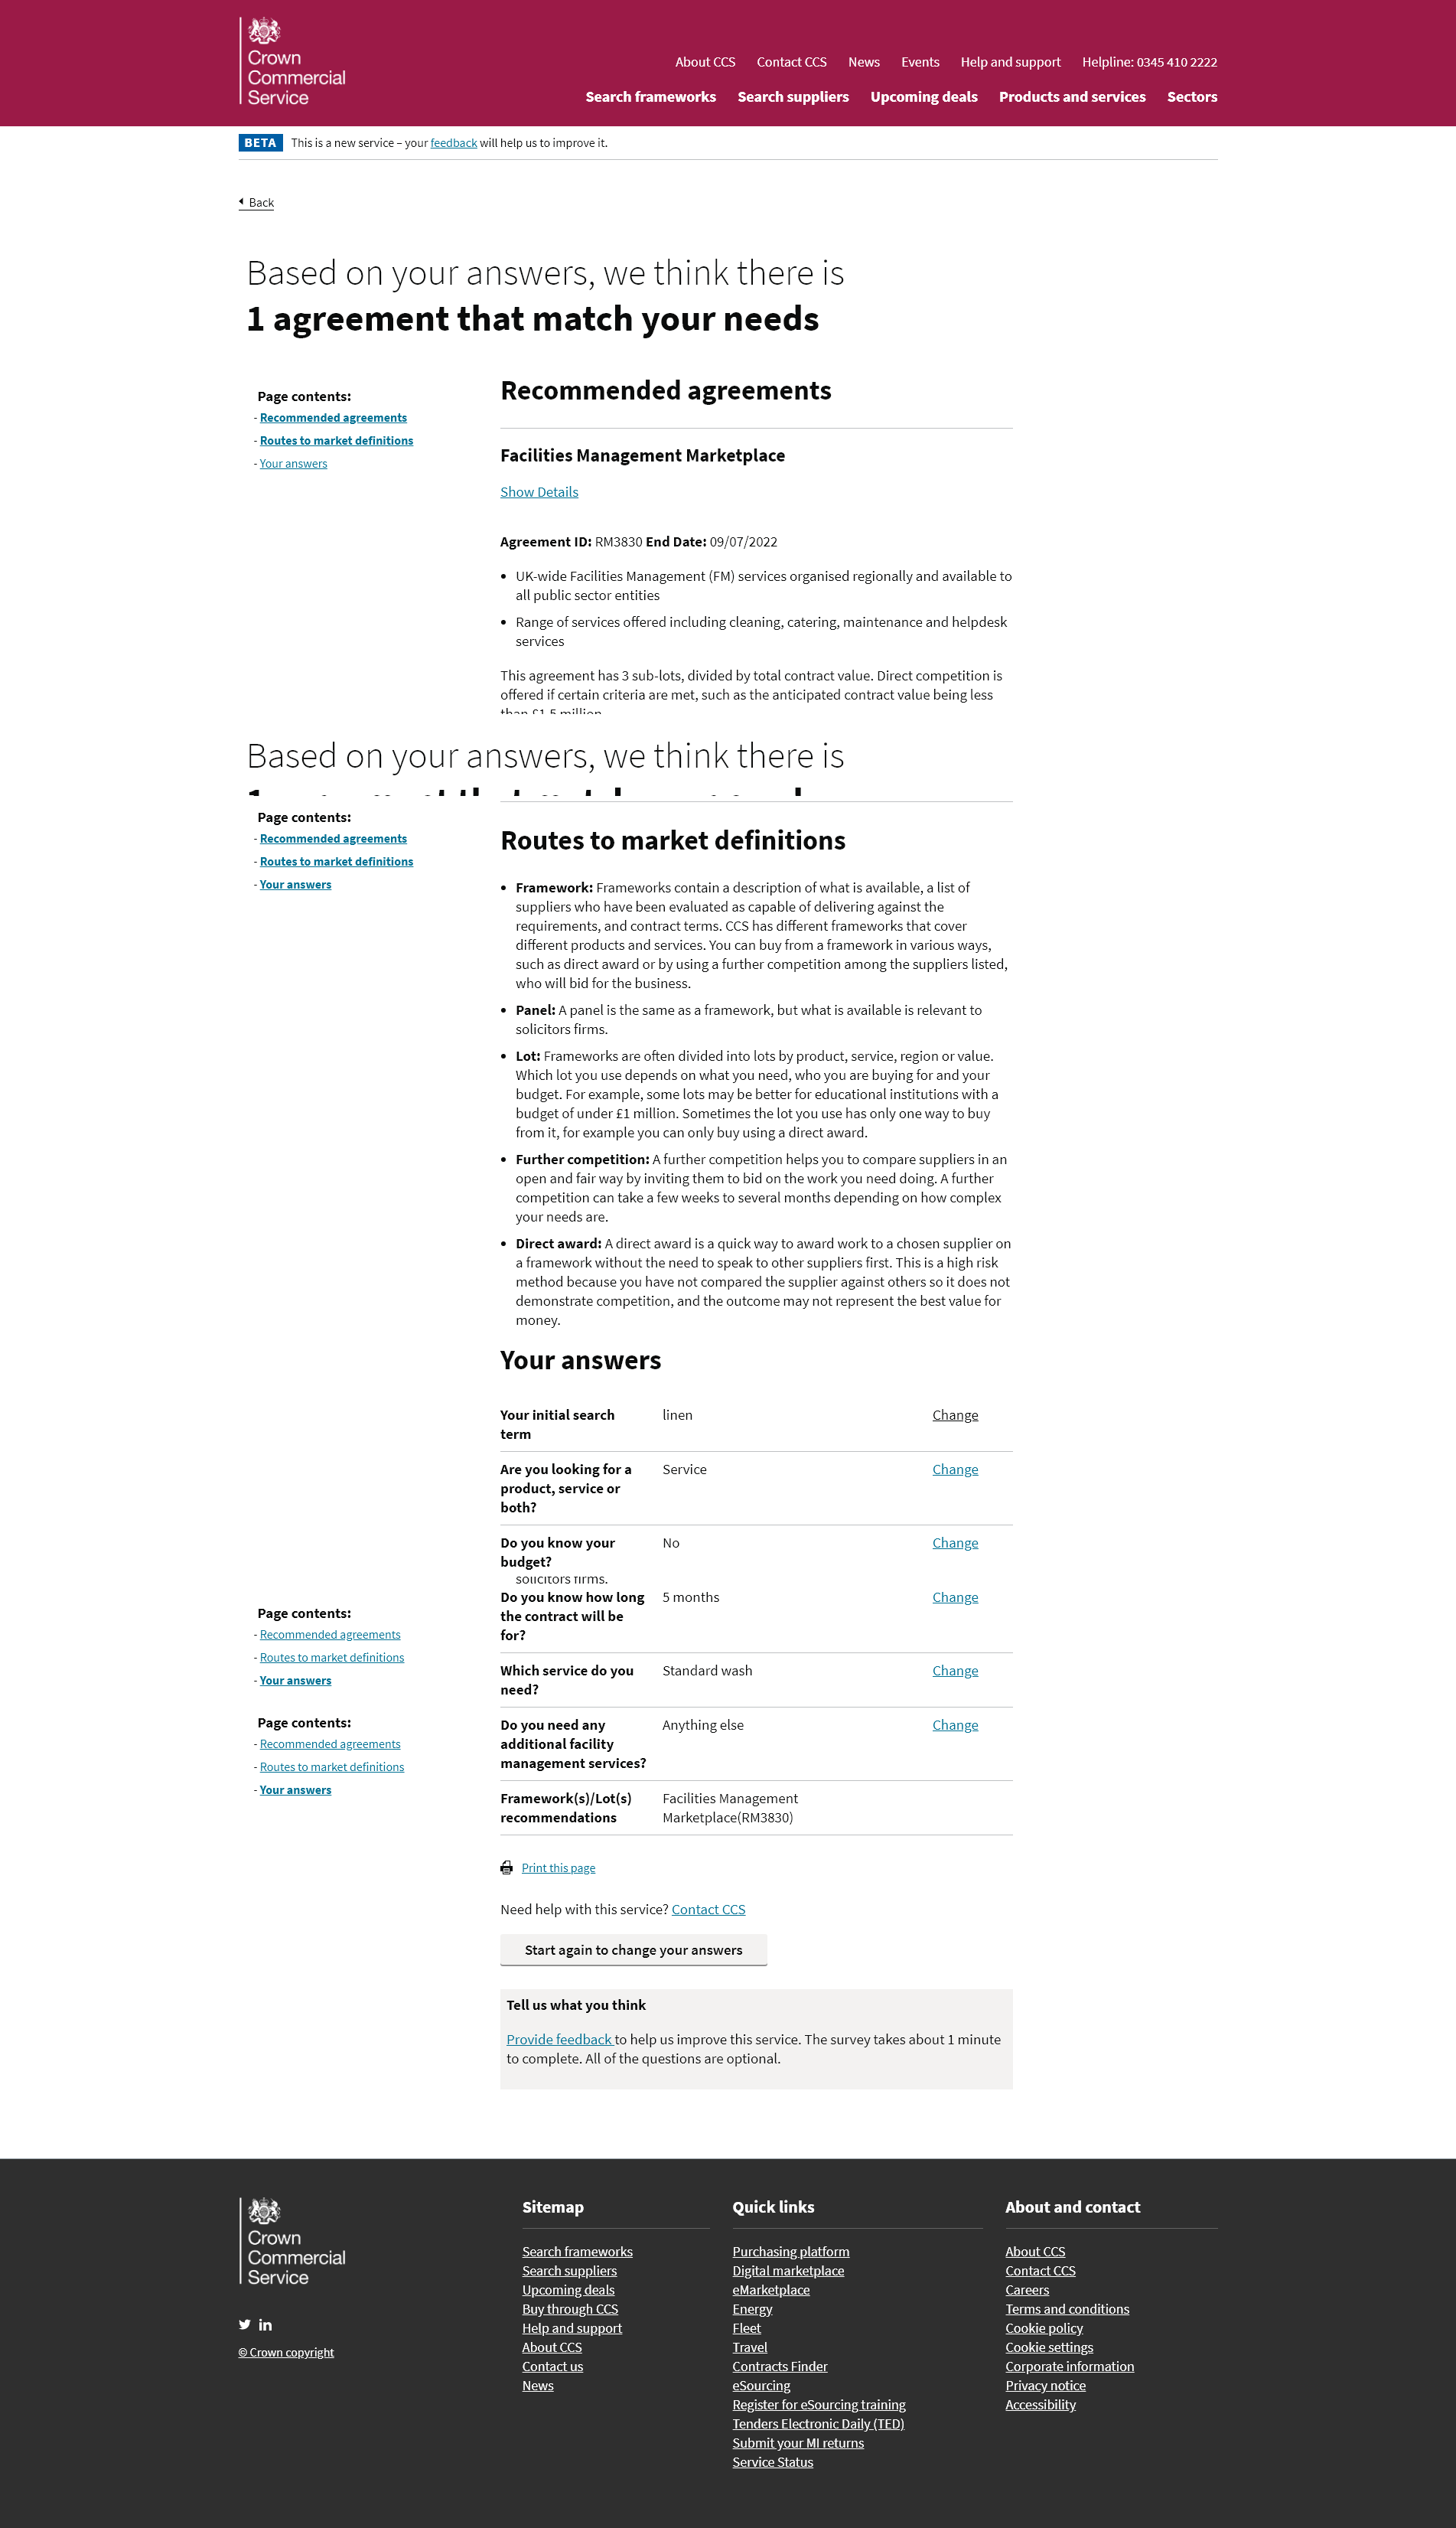 Crown
Commercial
Service
About CCS Contact CCS News Events Help and support Helpline: 0345 410 2222
Search frameworks Search suppliers Upcoming deals Products and services Sectors
BETA This is a new service – your feedback will help us to improve it.
Back
Based on your answers, we think there is
1 agreement that match your needs
Page contents:
- Recommended agreements
- Routes to market definitions
- Your answers
Recommended agreements
Facilities Management Marketplace
Show Details
Agreement ID: RM3830 End Date: 09/07/2022
• UK-wide Facilities Management (FM) services organised regionally and available to
all public sector entities
• Range of services offered including cleaning, catering, maintenance and helpdesk
services
This agreement has 3 sub-lots, divided by total contract value. Direct competition is
offered if certain criteria are met, such as the anticipated contract value being less
than £1.5 million
Based on your answers, we think there is
1 agreement that match your needs
Page contents:
- Recommended agreements
- Routes to market definitions
- Your answers
Routes to market definitions
• Framework: Frameworks contain a description of what is available, a list of
suppliers who have been evaluated as capable of delivering against the
requirements, and contract terms. CCS has different frameworks that cover
different products and services. You can buy from a framework in various ways,
such as direct award or by using a further competition among the suppliers listed,
who will bid for the business.
• Panel: A panel is the same as a framework, but what is available is relevant to
solicitors firms.
• Lot: Frameworks are often divided into lots by product, service, region or value.
Which lot you use depends on what you need, who you are buying for and your
budget. For example, some lots may be better for educational institutions with a
budget of under £1 million. Sometimes the lot you use has only one way to buy
from it, for example you can only buy using a direct award.
• Further competition: A further competition helps you to compare suppliers in an
open and fair way by inviting them to bid on the work you need doing. A further
competition can take a few weeks to several months depending on how complex
your needs are.
• Direct award: A direct award is a quick way to award work to a chosen supplier on
a framework without the need to speak to other suppliers first. This is a high risk
method because you have not compared the supplier against others so it does not
demonstrate competition, and the outcome may not represent the best value for
money.
Your answers
Your initial search linen Change
term
Are you looking for a Service Change
product, service or
both?
Do you know your No Change
budget?
solicitors firms.
Do you know how long 5 months Change
the contract will be
for?
Which service do you Standard wash Change
need?
Do you need any Anything else Change
additional facility
management services?
Framework(s)/Lot(s) Facilities Management
recommendations Marketplace(RM3830)
Page contents:
- Recommended agreements
- Routes to market definitions
- Your answers
Page contents:
- Recommended agreements
- Routes to market definitions
- Your answers
Print this page
Need help with this service? Contact CCS
Start again to change your answers
Tell us what you think
Provide feedback to help us improve this service. The survey takes about 1 minute
to complete. All of the questions are optional.
Crown
Commercial
Service
© Crown copyright
Sitemap
Search frameworks
Search suppliers
Upcoming deals
Buy through CCS
Help and support
About CCS
Contact us
News
Quick links
Purchasing platform
Digital marketplace
eMarketplace
Energy
Fleet
Travel
Contracts Finder
eSourcing
Register for eSourcing training
Tenders Electronic Daily (TED)
Submit your MI returns
Service Status
About and contact
About CCS
Contact CCS
Careers
Terms and conditions
Cookie policy
Cookie settings
Corporate information
Privacy notice
Accessibility